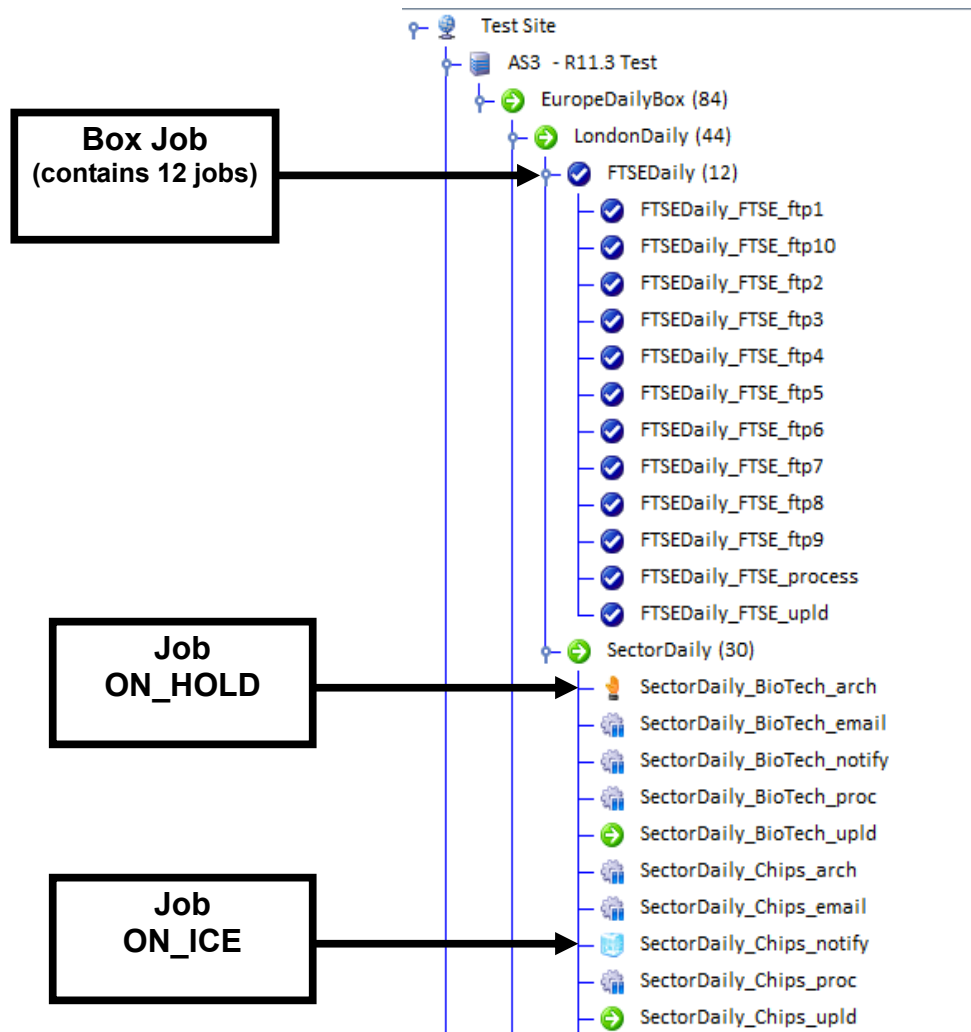 Test Site
AS3 - R11.3 Test
EuropeDailyBox (84)
LondonDaily (44)
Box Job
(contains 12 jobs)
FTSEDaily (12)
FTSEDaily_FTSE_ftp1
FTSEDaily_FTSE_ftp10
FTSEDaily_FTSE_ftp2
FTSEDaily_FTSE_ftp3
FTSEDaily_FTSE_ftp4
FTSEDaily_FTSE_ftp5
FTSEDaily_FTSE_ftp6
FTSEDaily_FTSE_ftp7
FTSEDaily_FTSE_ftp8
FTSEDaily_FTSE_ftp9
FTSEDaily_FTSE_process
FTSEDaily_FTSE_upld
SectorDaily (30)
Job
ON_HOLD
SectorDaily_BioTech_arch
SectorDaily_BioTech_email
SectorDaily_BioTech_notify
SectorDaily_BioTech_proc
SectorDaily_BioTech_upld
SectorDaily_Chips_arch
SectorDaily_Chips_email
Job
ON_ICE
SectorDaily_Chips_notify
SectorDaily_Chips_proc
SectorDaily_Chips_upld